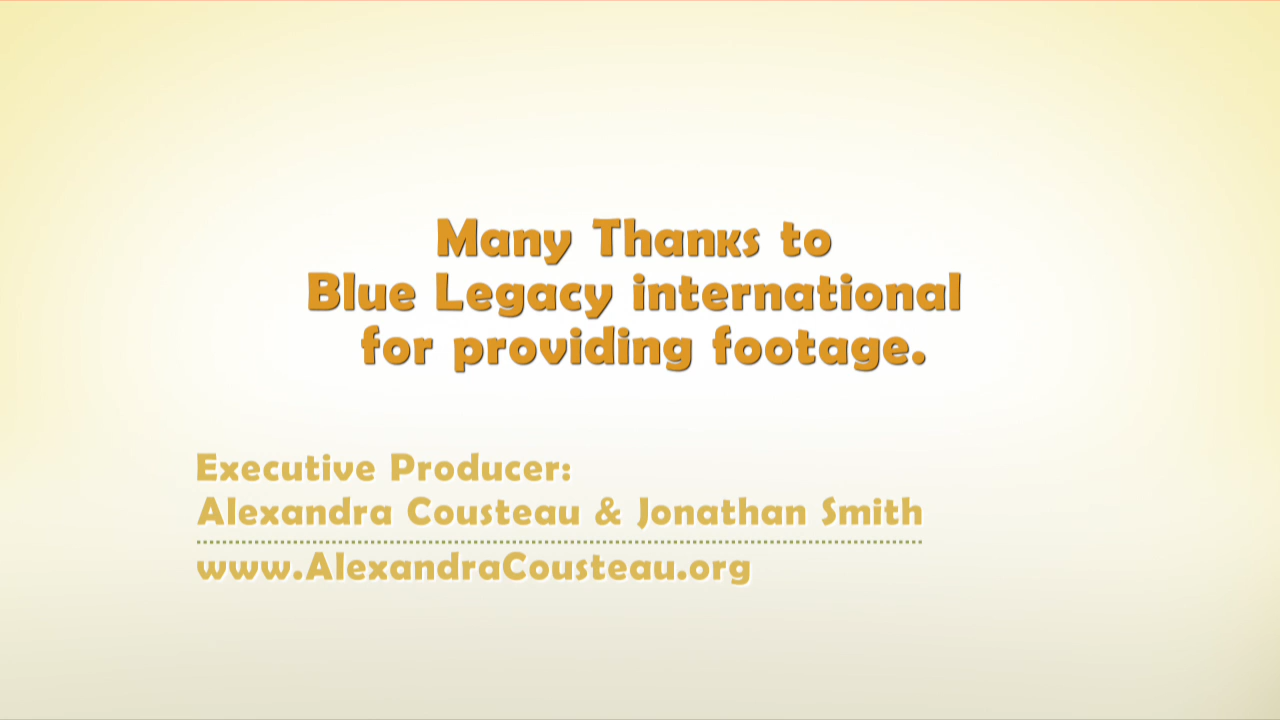 Many Thanks to
Blue Legacy international
for providing footage.
Executive Producer:
Alexandra Cousteau & Jonathan Smith
www.AlexandraCousteau.org